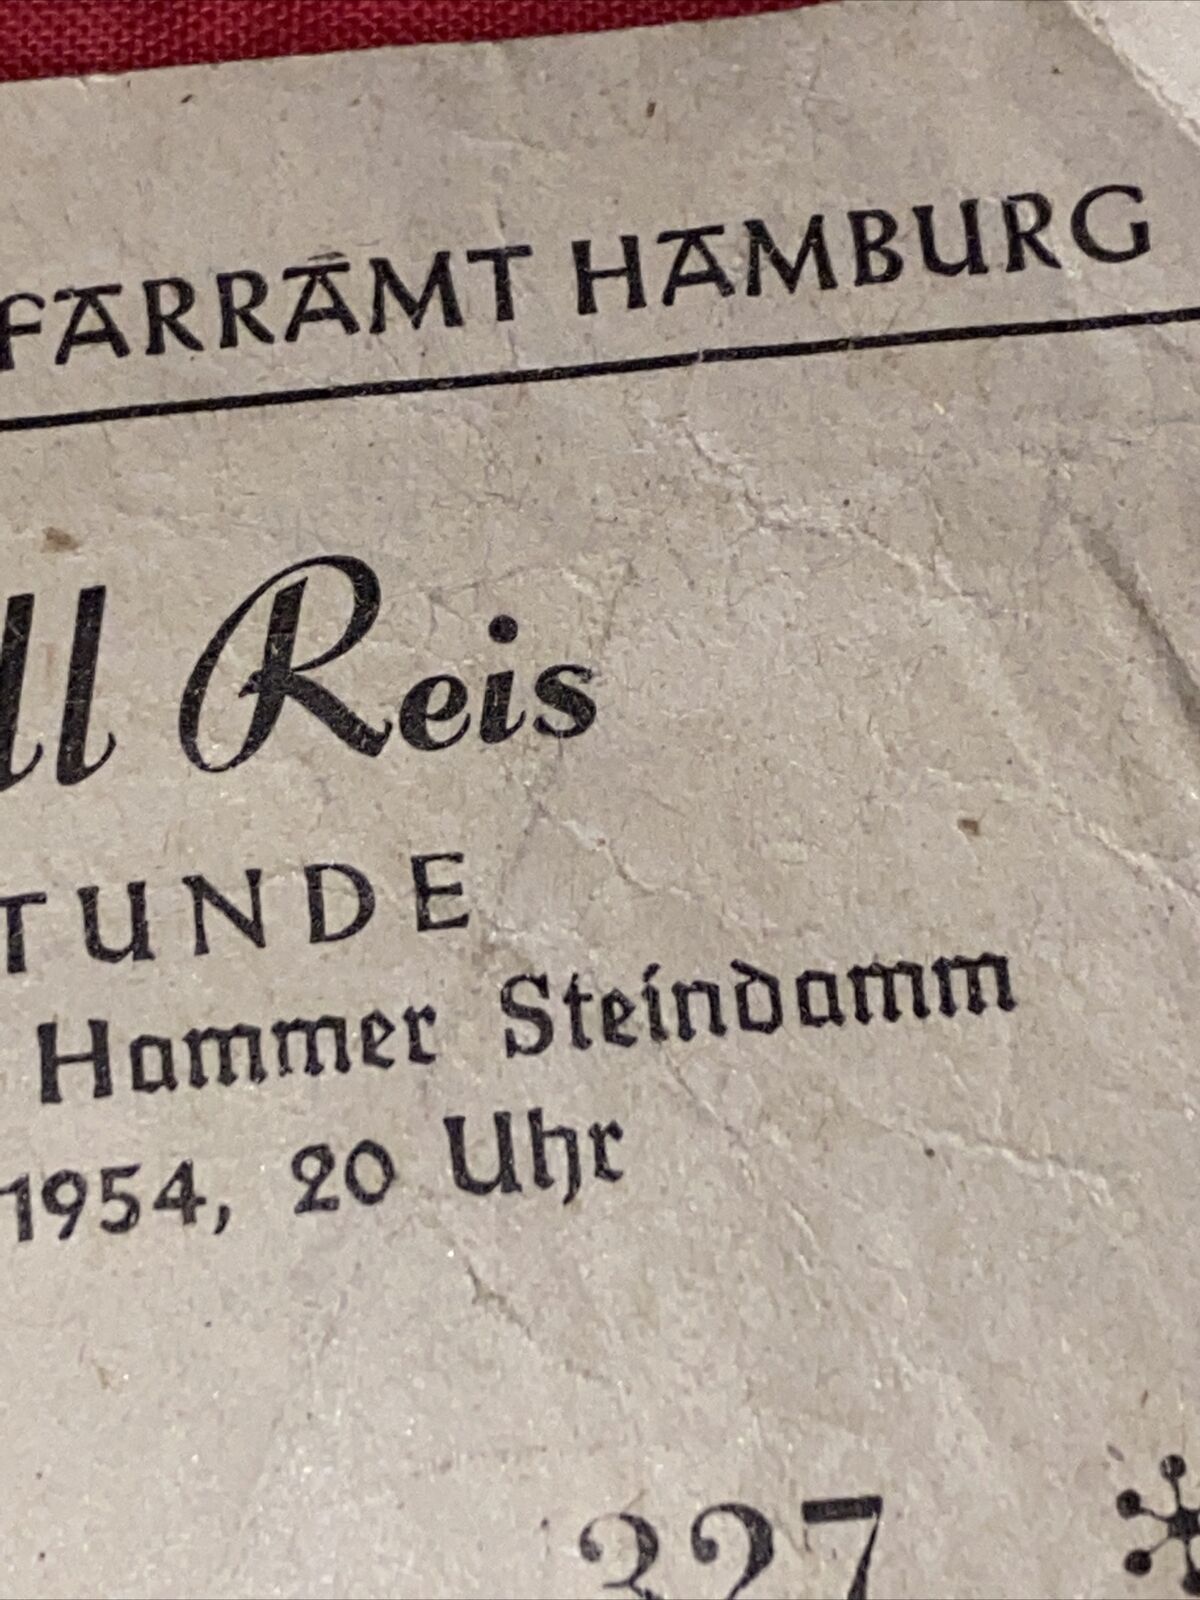 FARRAMT HAMBURG
ll Reis
TUNDE
Hammer Steindamm
1954, 20 Uhr
327